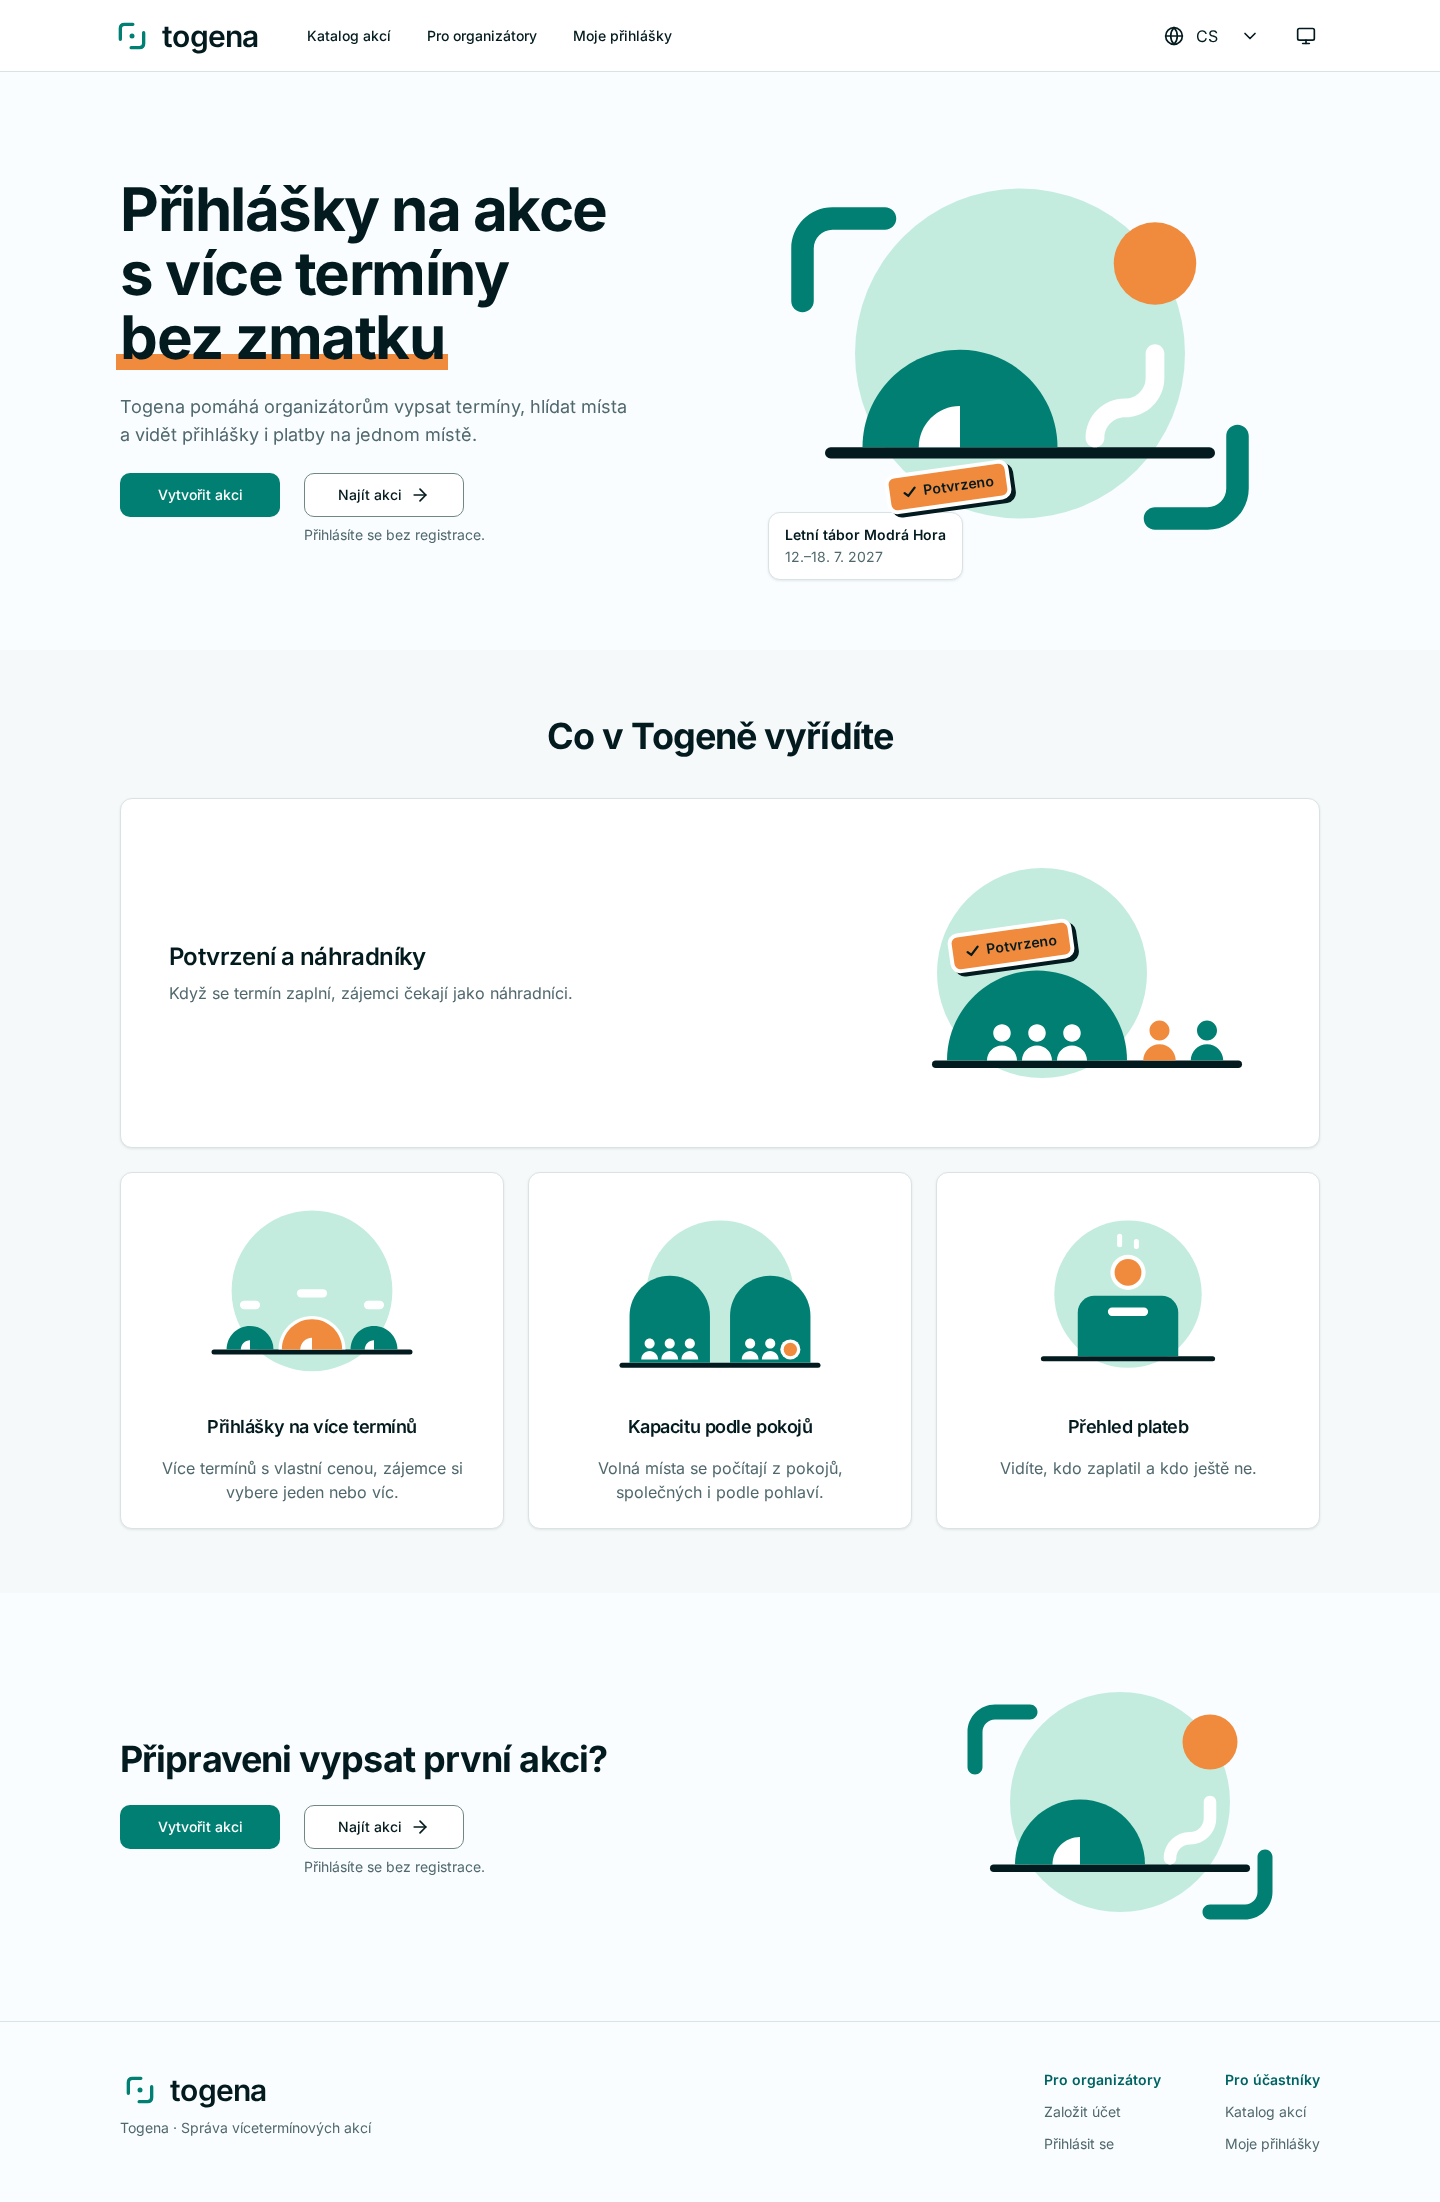 togena
Katalog akcí
Pro organizátory
Moje přihlášky
CS
Přihlášky na akce
s více termíny
bez zmatku
Togena pomáhá organizátorům vypsat termíny, hlídat místa
a vidět přihlášky i platby na jednom místě.
Vytvořit akci
Najít akci
Přihlásíte se bez registrace.
Potvrzeno
Letní tábor Modrá Hora
12.–18. 7. 2027
Co v Togeně vyřídíte
Potvrzení a náhradníky
Když se termín zaplní, zájemci čekají jako náhradníci.
Potvrzeno
Přihlášky na více termínů
Více termínů s vlastní cenou, zájemce si
vybere jeden nebo víc.
Kapacitu podle pokojů
Volná místa se počítají z pokojů,
společných i podle pohlaví.
Přehled plateb
Vidíte, kdo zaplatil a kdo ještě ne.
Připraveni vypsat první akci?
Vytvořit akci
Najít akci
Přihlásíte se bez registrace.
togena
Togena · Správa vícetermínových akcí
Pro organizátory
Založit účet
Přihlásit se
Pro účastníky
Katalog akcí
Moje přihlášky